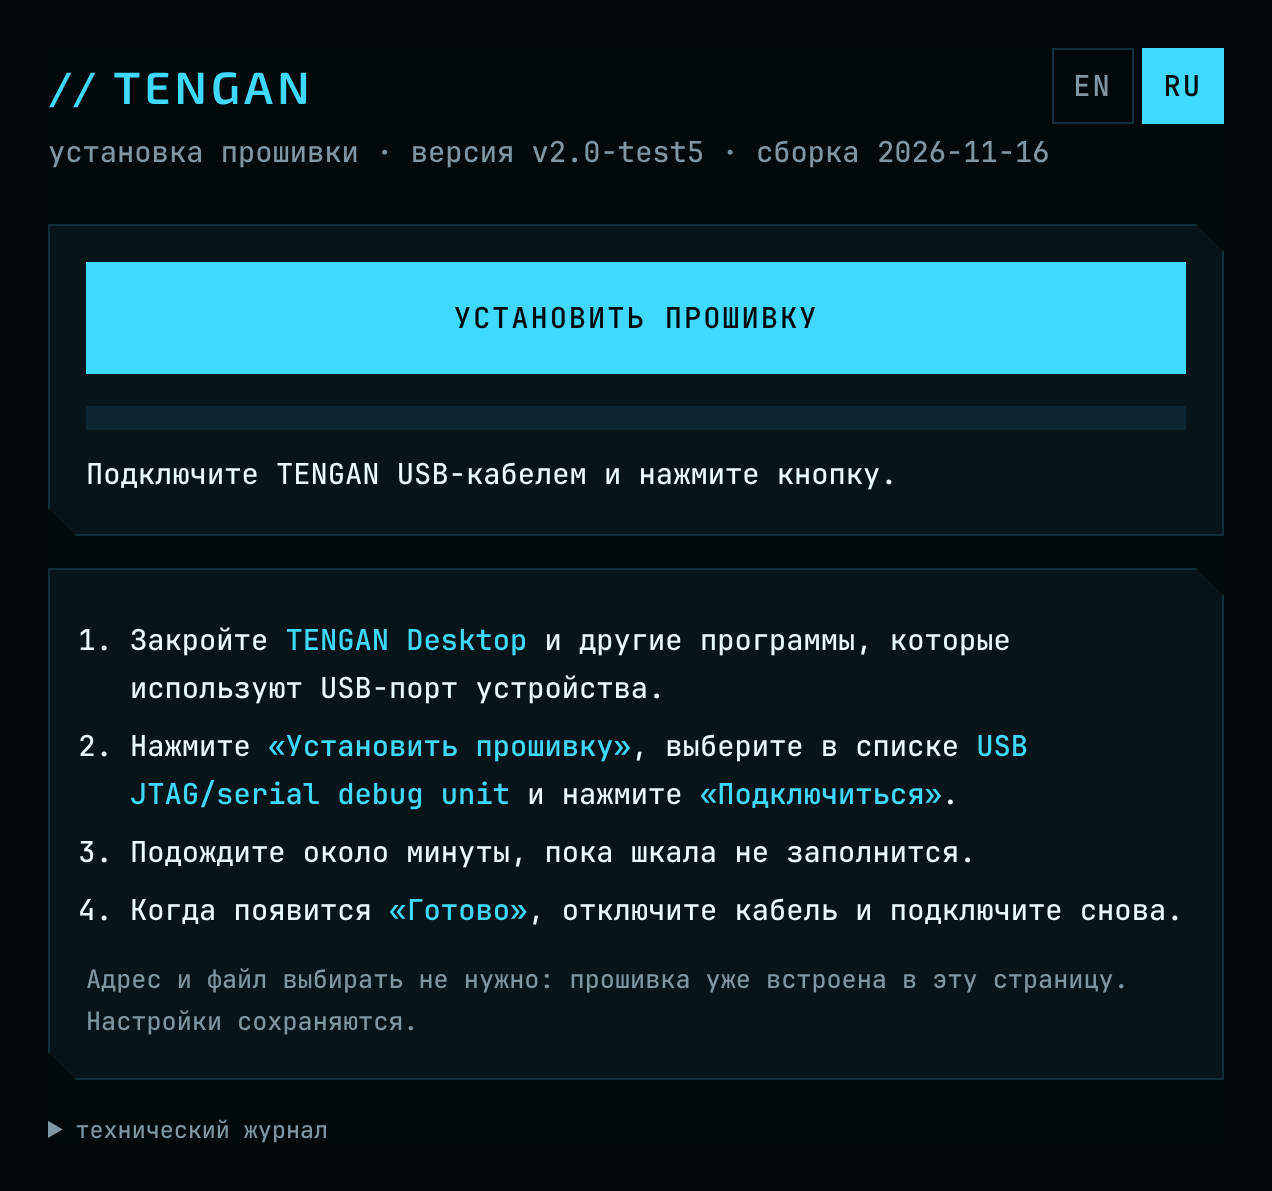 // TENGAN
EN RU
установка прошивки · версия v2.0-test5 · сборка 2026-11-16
УСТАНОВИТЬ ПРОШИВКУ
Подключите TENGAN USB-кабелем и нажмите кнопку.
1. Закройте TENGAN Desktop и другие программы, которые
используют USB-порт устройства.
2. Нажмите «Установить прошивку», выберите в списке USB
JTAG/serial debug unit и нажмите «Подключиться».
3. Подождите около минуты, пока шкала не заполнится.
4. Когда появится «Готово», отключите кабель и подключите снова.
Адрес и файл выбирать не нужно: прошивка уже встроена в эту страницу.
Настройки сохраняются.
технический журнал